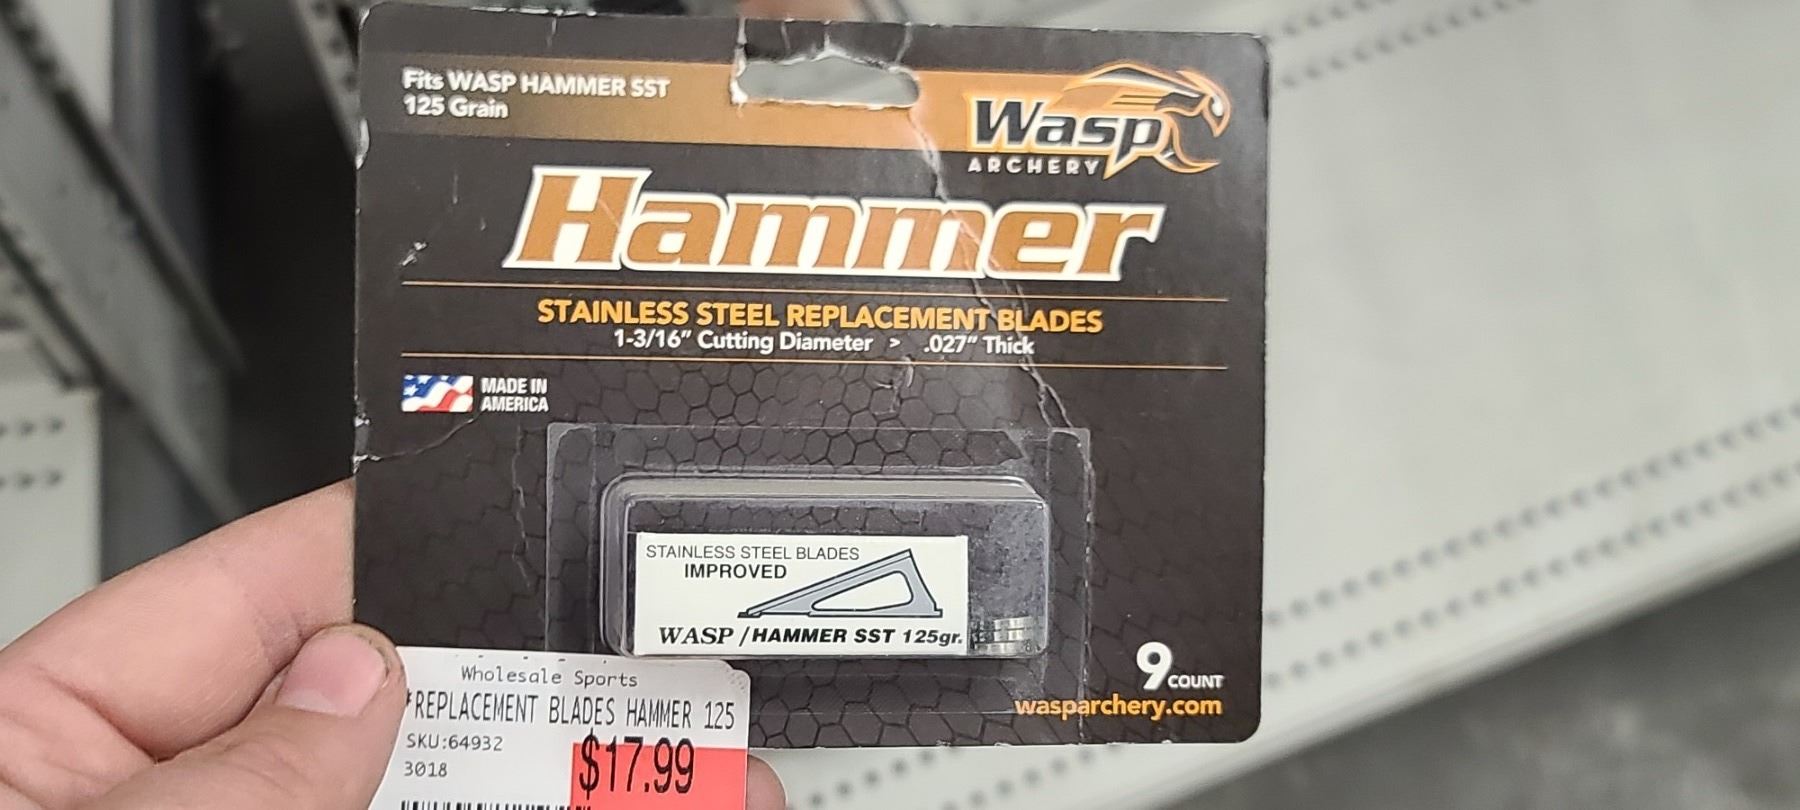 Fits WASP HAMMER SST
125 Grain
Wasp
ARCHERY
Hammer
STAINLESS STEEL REPLACEMENT BLADES
1-3/16" Cutting Diameter > .027" Thick
MADE IN
AMERICA
STAINLESS STEEL BLADES
IMPROVED
WASP / HAMMER SST 125gr.
9 COUNT
wasparchery.com
Wholesale Sports
*REPLACEMENT BLADES HAMMER 125
SKU:64932
3018
$17.99